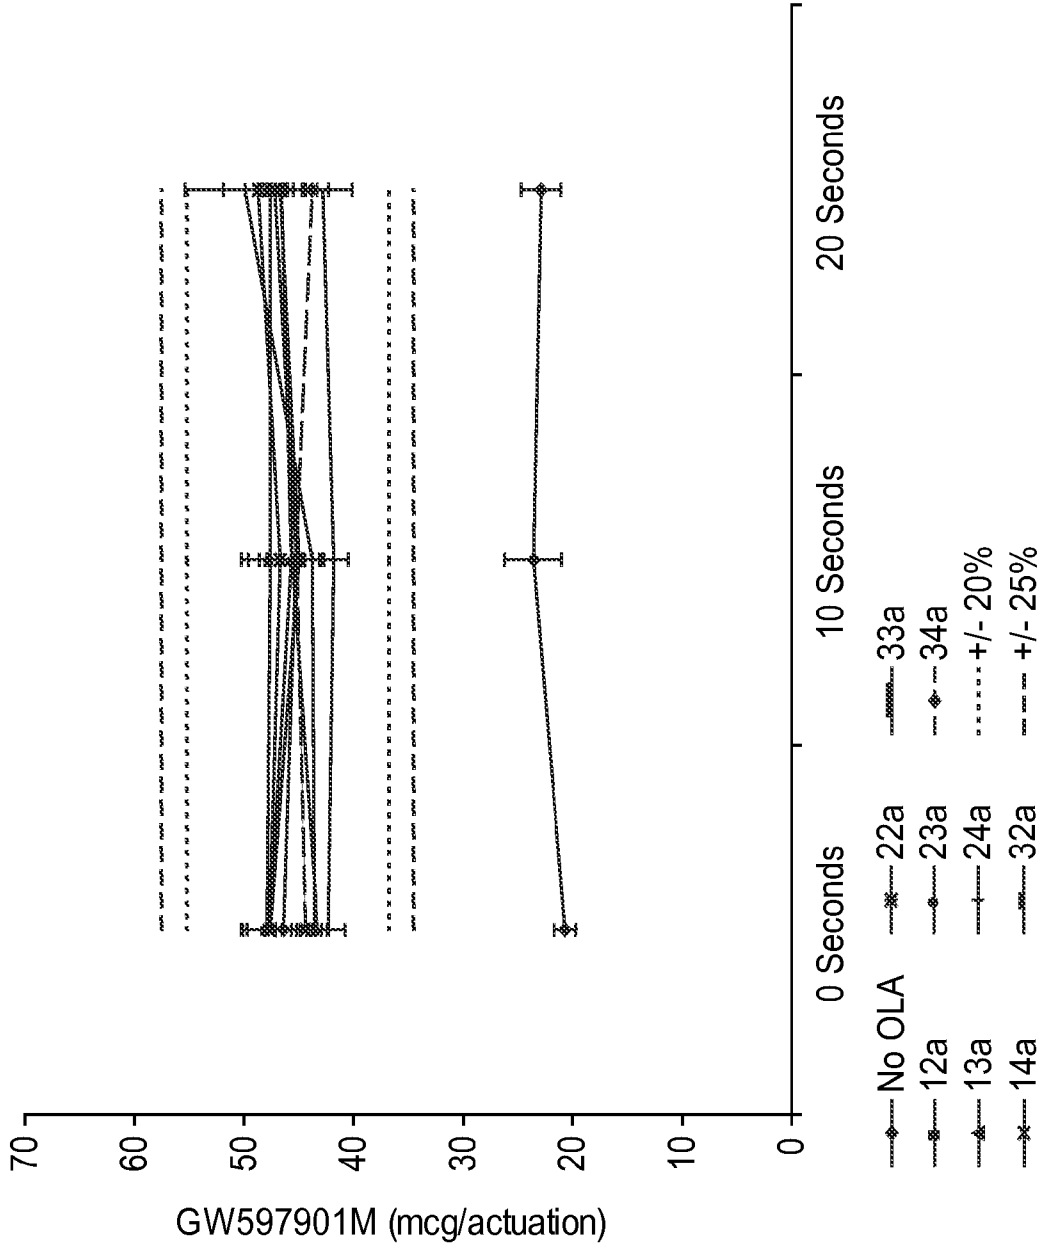 GW597901M (mcg/actuation)
70
60
50
40
30
20
10
0
0 Seconds
10 Seconds
20 Seconds
No OLA
22a
33a
12a
23a
34a
13a
24a
+/- 20%
14a
32a
+/- 25%